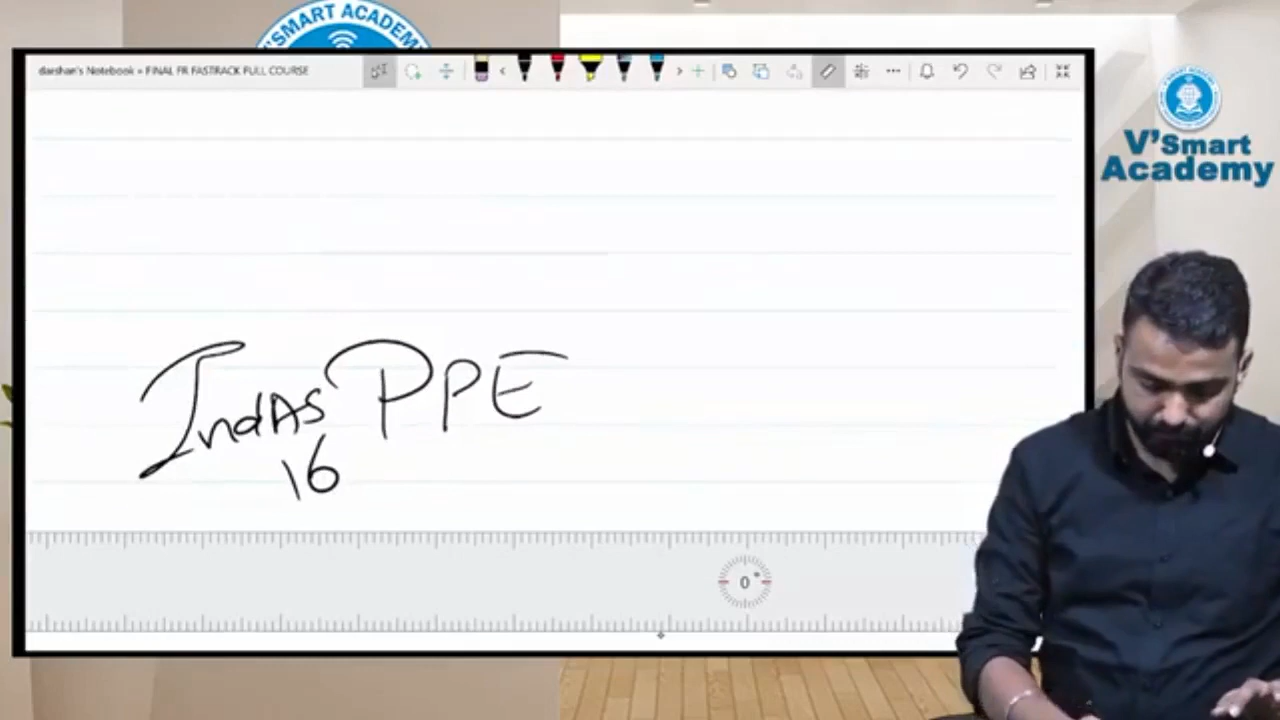 V'SMART ACADEMY
darshan's Notebook » FINAL FR FASTRACK FULL COURSE
V'Smart
Academy
IndAS PPE
16
0°